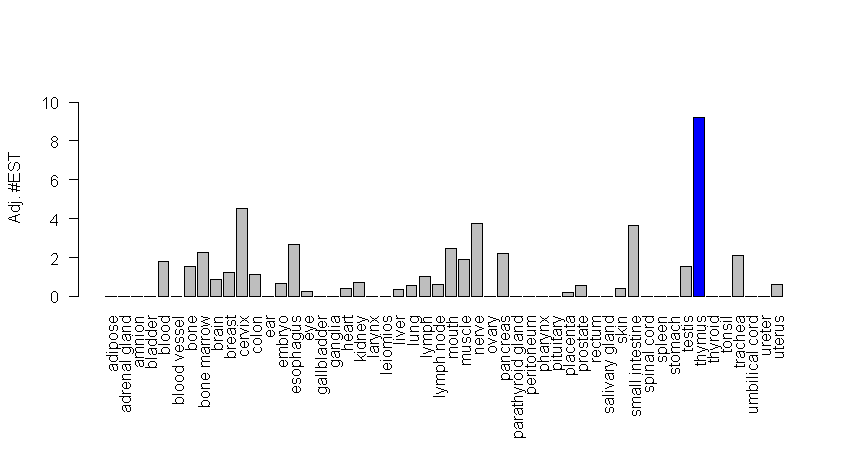 Adj. #EST
10
8
6
4
2
0
adipose
adrenal gland
amnion
bladder
blood
blood vessel
bone
bone marrow
brain
breast
cervix
colon
ear
embryo
esophagus
eye
gallbladder
ganglia
heart
kidney
larynx
leiomios
liver
lung
lymph
lymph node
mouth
muscle
nerve
ovary
pancreas
parathyroid gland
peritoneum
pharynx
pituitary
placenta
prostate
rectum
salivary gland
skin
small intestine
spinal cord
spleen
stomach
testis
thymus
thyroid
tonsil
trachea
umbilical cord
ureter
uterus